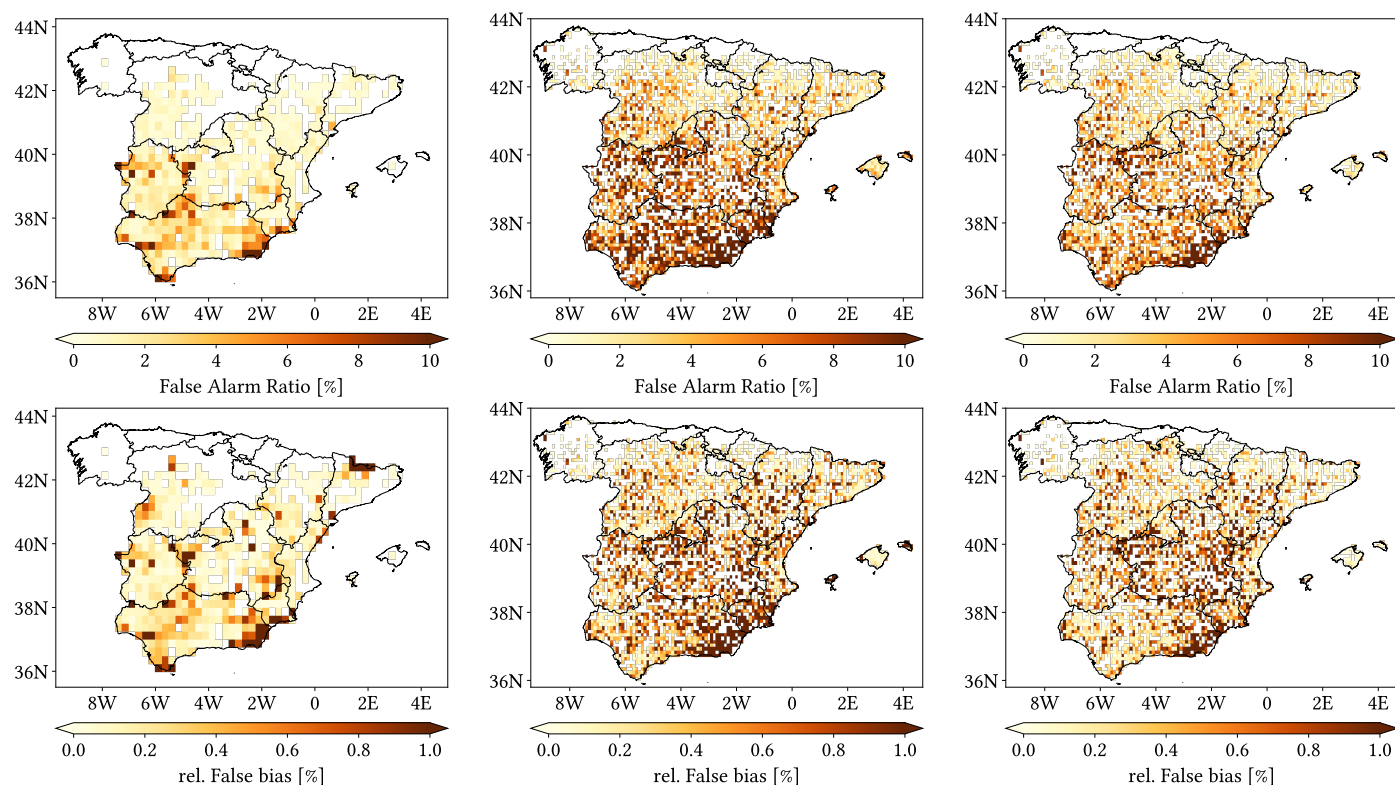 44N 44N 44N
42N 42N 42N
40N 40N 40N
38N 38N 38N
36N 36N 36N
8W 6W 4W 2W 0 2E 4E 8W 6W 4W 2W 0 2E 4E 8W 6W 4W 2W 0 2E 4E
0 2 4 6 8 10 0 2 4 6 8 10 0 2 4 6 8 10
False Alarm Ratio [%] False Alarm Ratio [%] False Alarm Ratio [%]
44N 44N 44N
42N 42N 42N
40N 40N 40N
38N 38N 38N
36N 36N 36N
8W 6W 4W 2W 0 2E 4E 8W 6W 4W 2W 0 2E 4E 8W 6W 4W 2W 0 2E 4E
0.0 0.2 0.4 0.6 0.8 1.0 0.0 0.2 0.4 0.6 0.8 1.0 0.0 0.2 0.4 0.6 0.8 1.0
rel. False bias [%] rel. False bias [%] rel. False bias [%]